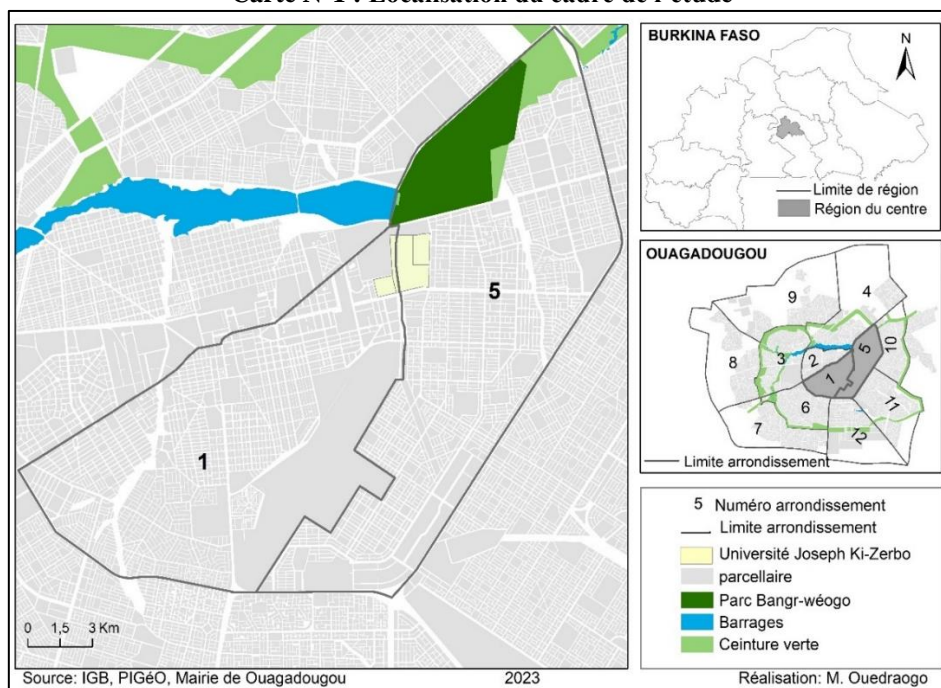 Carte N°1 : Localisation du cadre de l'étude
5
1
0 1,5 3 Km
Source: IGB, PIGéO, Mairie de Ouagadougou 2023
BURKINA FASO
N
Limite de région
Région du centre
OUAGADOUGOU
9
4
8
3
2
5
10
1
6
11
7
12
Limite arrondissement
5 Numéro arrondissement
Limite arrondissement
Université Joseph Ki-Zerbo
parcellaire
Parc Bangr-wéogo
Barrages
Ceinture verte
Réalisation: M. Ouedraogo